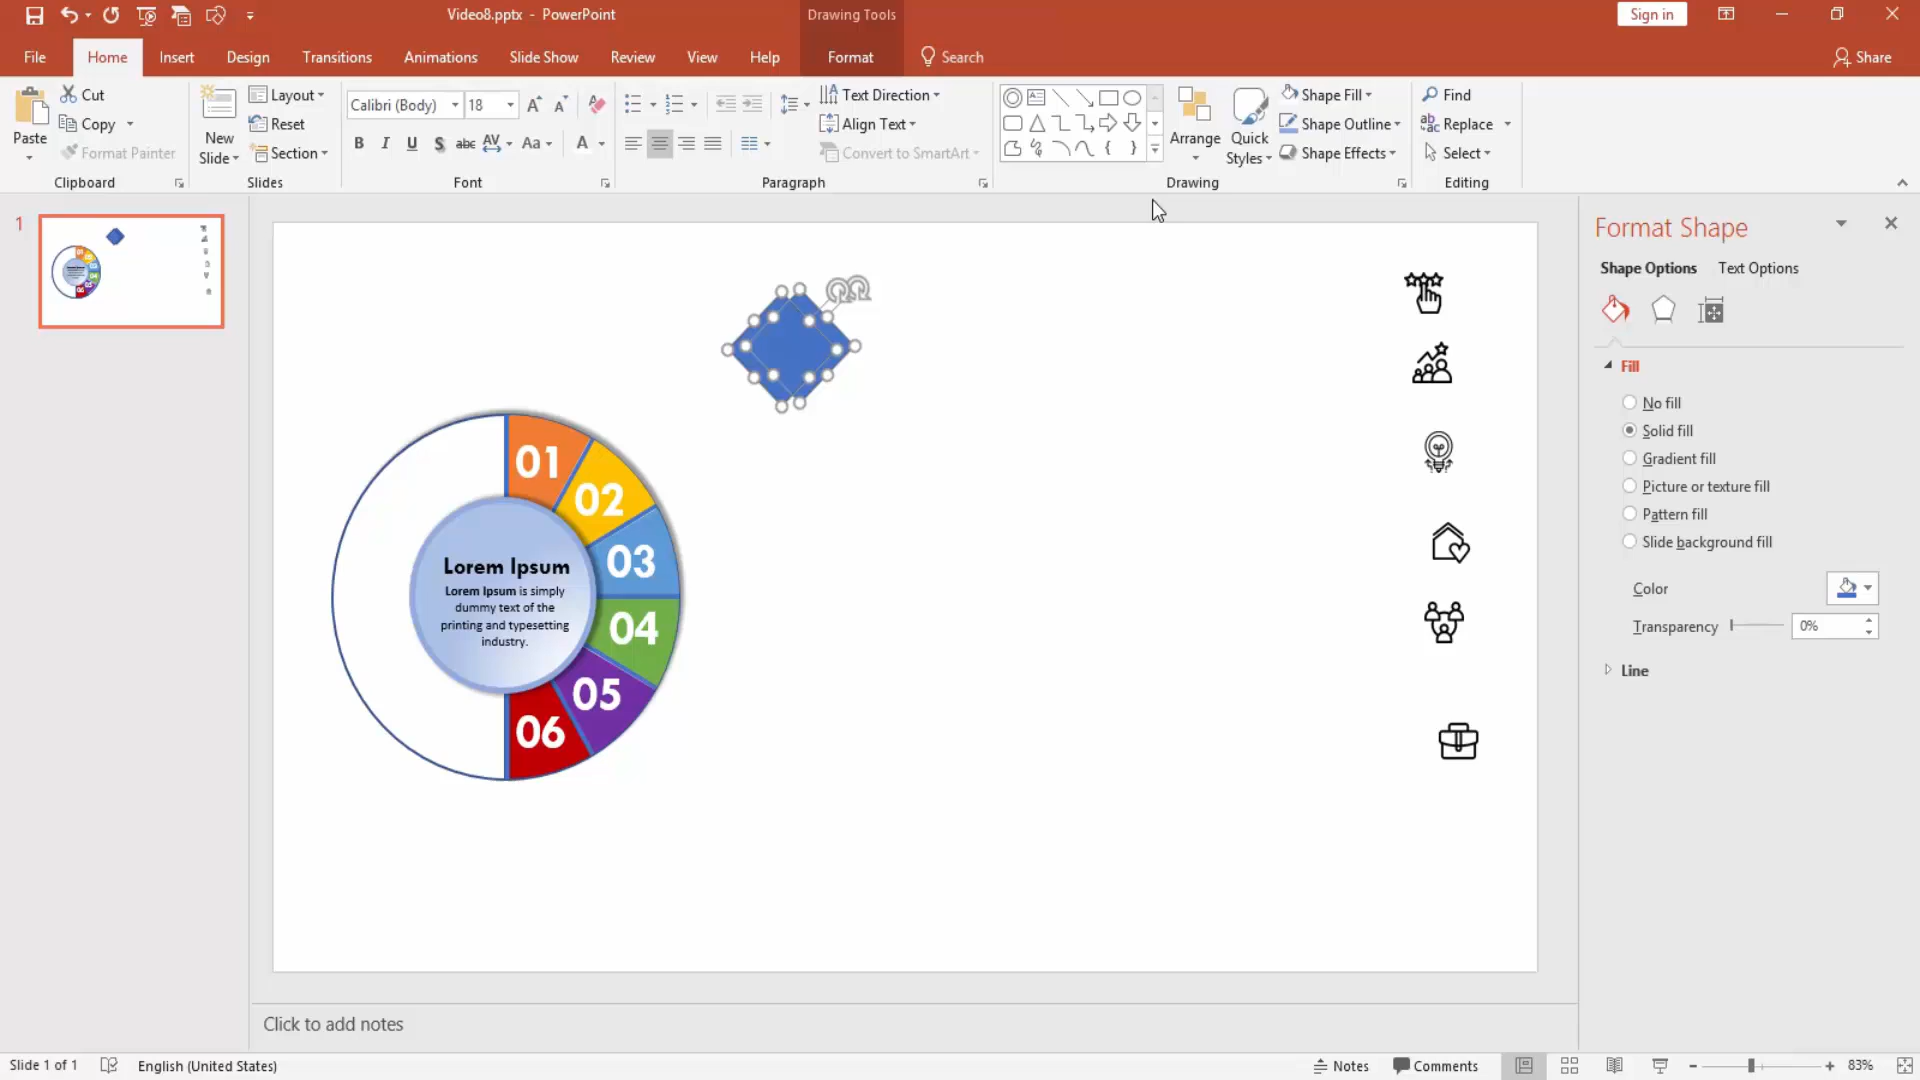 Video8.pptx - PowerPoint
Drawing Tools
Sign in
File
Home
Insert
Design
Transitions
Animations
Slide Show
Review
View
Help
Format
Search
Share
Paste
Cut
Copy
Format Painter
Clipboard
New
Slide
Layout
Reset
Section
Slides
Calibri (Body)
18
B I U S abc AV Aa A
Font
Text Direction
Align Text
Convert to SmartArt
Paragraph
Arrange
Quick
Styles
Shape Fill
Shape Outline
Shape Effects
Drawing
Find
Replace
Select
Editing
1
01
02
03
04
05
06
Lorem Ipsum
Lorem Ipsum is simply
dummy text of the
printing and typesetting
industry.
Format Shape
Shape Options
Text Options
Fill
No fill
Solid fill
Gradient fill
Picture or texture fill
Pattern fill
Slide background fill
Color
Transparency
0%
Line
Click to add notes
Slide 1 of 1
English (United States)
Notes
Comments
83%